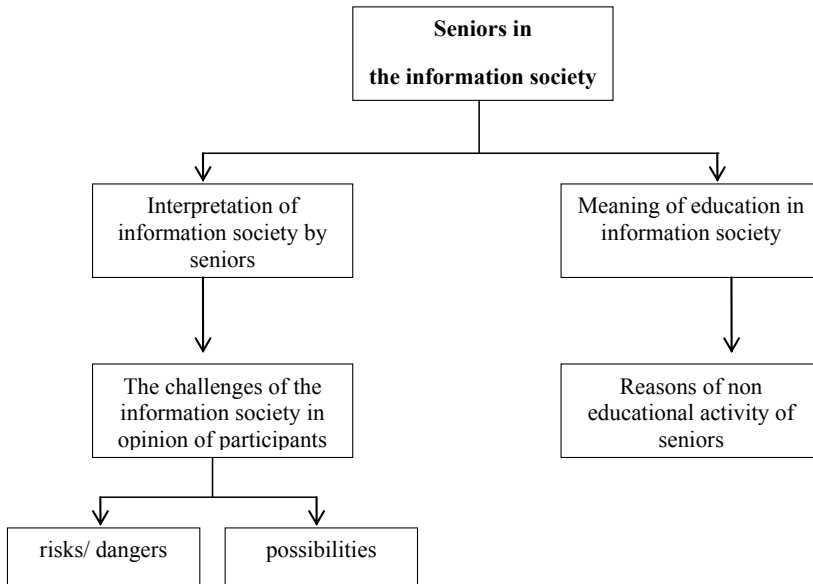 Seniors in
the information society
Interpretation of
information society by
seniors
Meaning of education in
information society
The challenges of the
information society in
opinion of participants
Reasons of non
educational activity of
seniors
risks/ dangers
possibilities